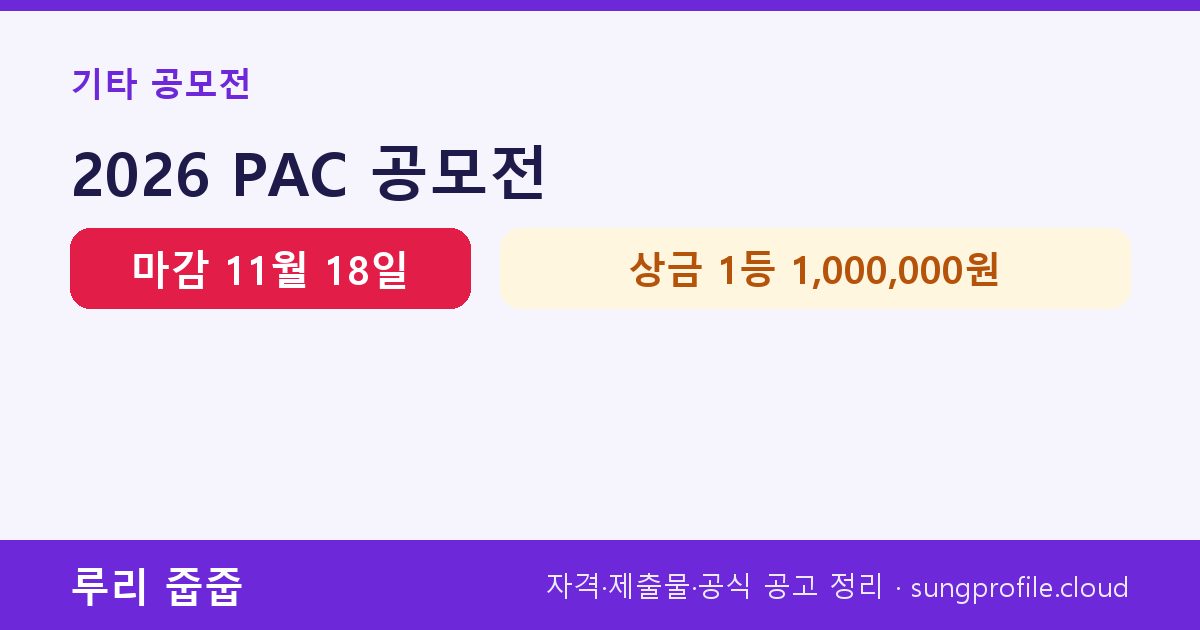 기타 공모전
2026 PAC 공모전
마감 11월 18일
상금 1등 1,000,000원
루리 줍줍
자격·제출물·공식 공고 정리 · sungprofile.cloud